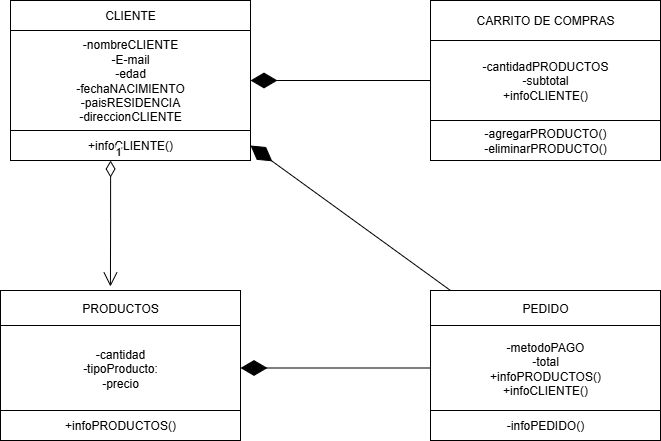 CLIENTE
-nombreCLIENTE
-E-mail
-edad
-fechaNACIMIENTO
-paisRESIDENCIA
-direccionCLIENTE
+infoCLIENTE()
1
CARRITO DE COMPRAS
-cantidadPRODUCTOS
-subtotal
+infoCLIENTE()
-agregarPRODUCTO()
-eliminarPRODUCTO()
PRODUCTOS
-cantidad
-tipoProducto:
-precio
+infoPRODUCTOS()
PEDIDO
-metodoPAGO
-total
+infoPRODUCTOS()
+infoCLIENTE()
-infoPEDIDO()